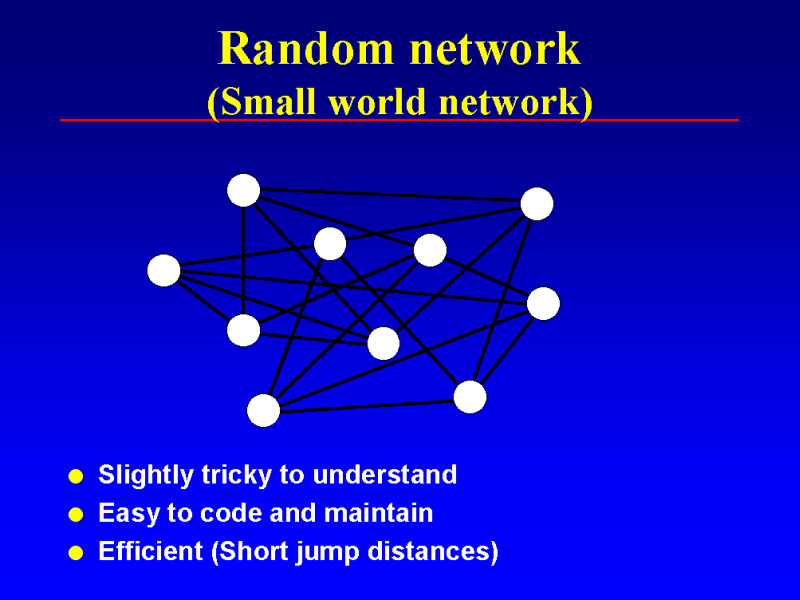 Random network
(Small world network)
Slightly tricky to understand
Easy to code and maintain
Efficient (Short jump distances)